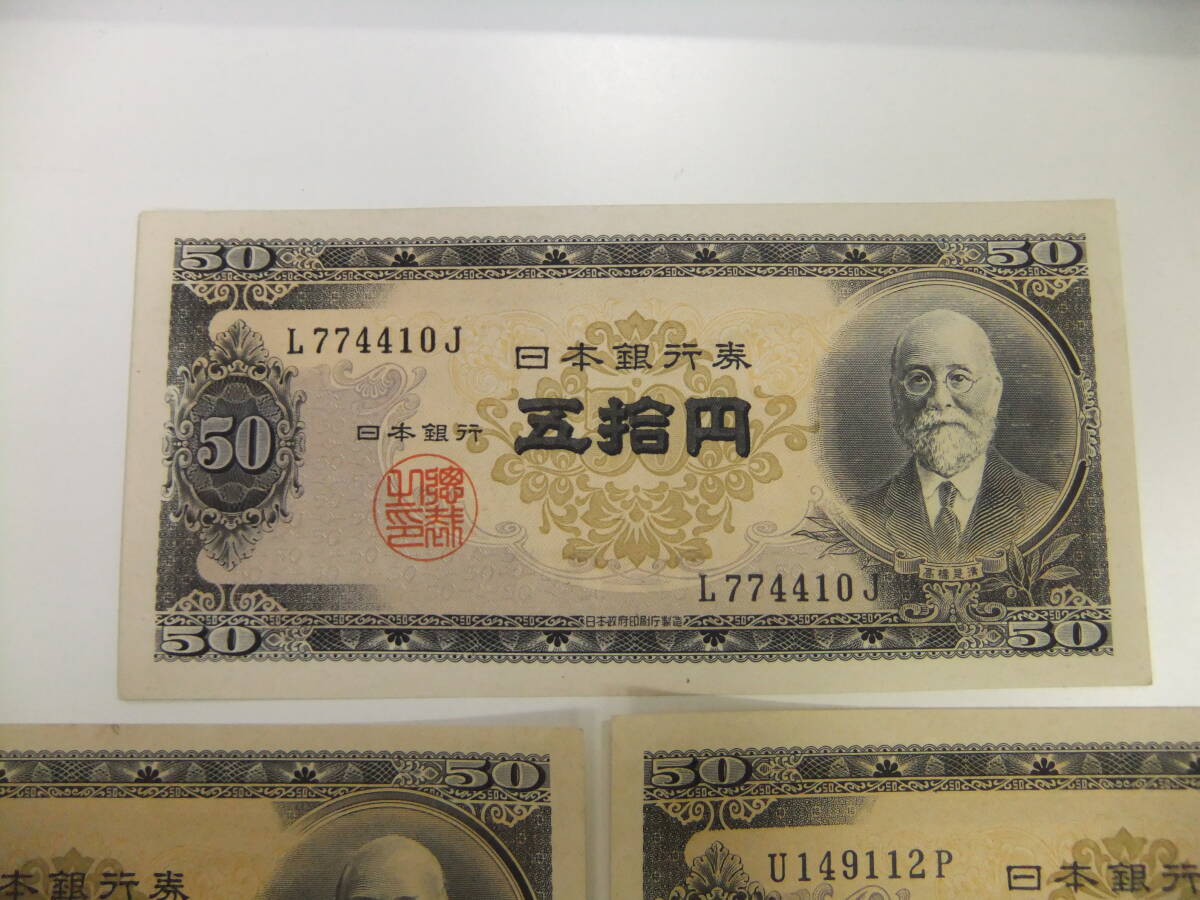 50 50
L774410J
日本銀行券
50
日本銀行
五拾円
總裁之印
高橋是清
L774410J
日本政府印刷庁製造
50 50
50
本銀行券
50
U149112P
日本銀行